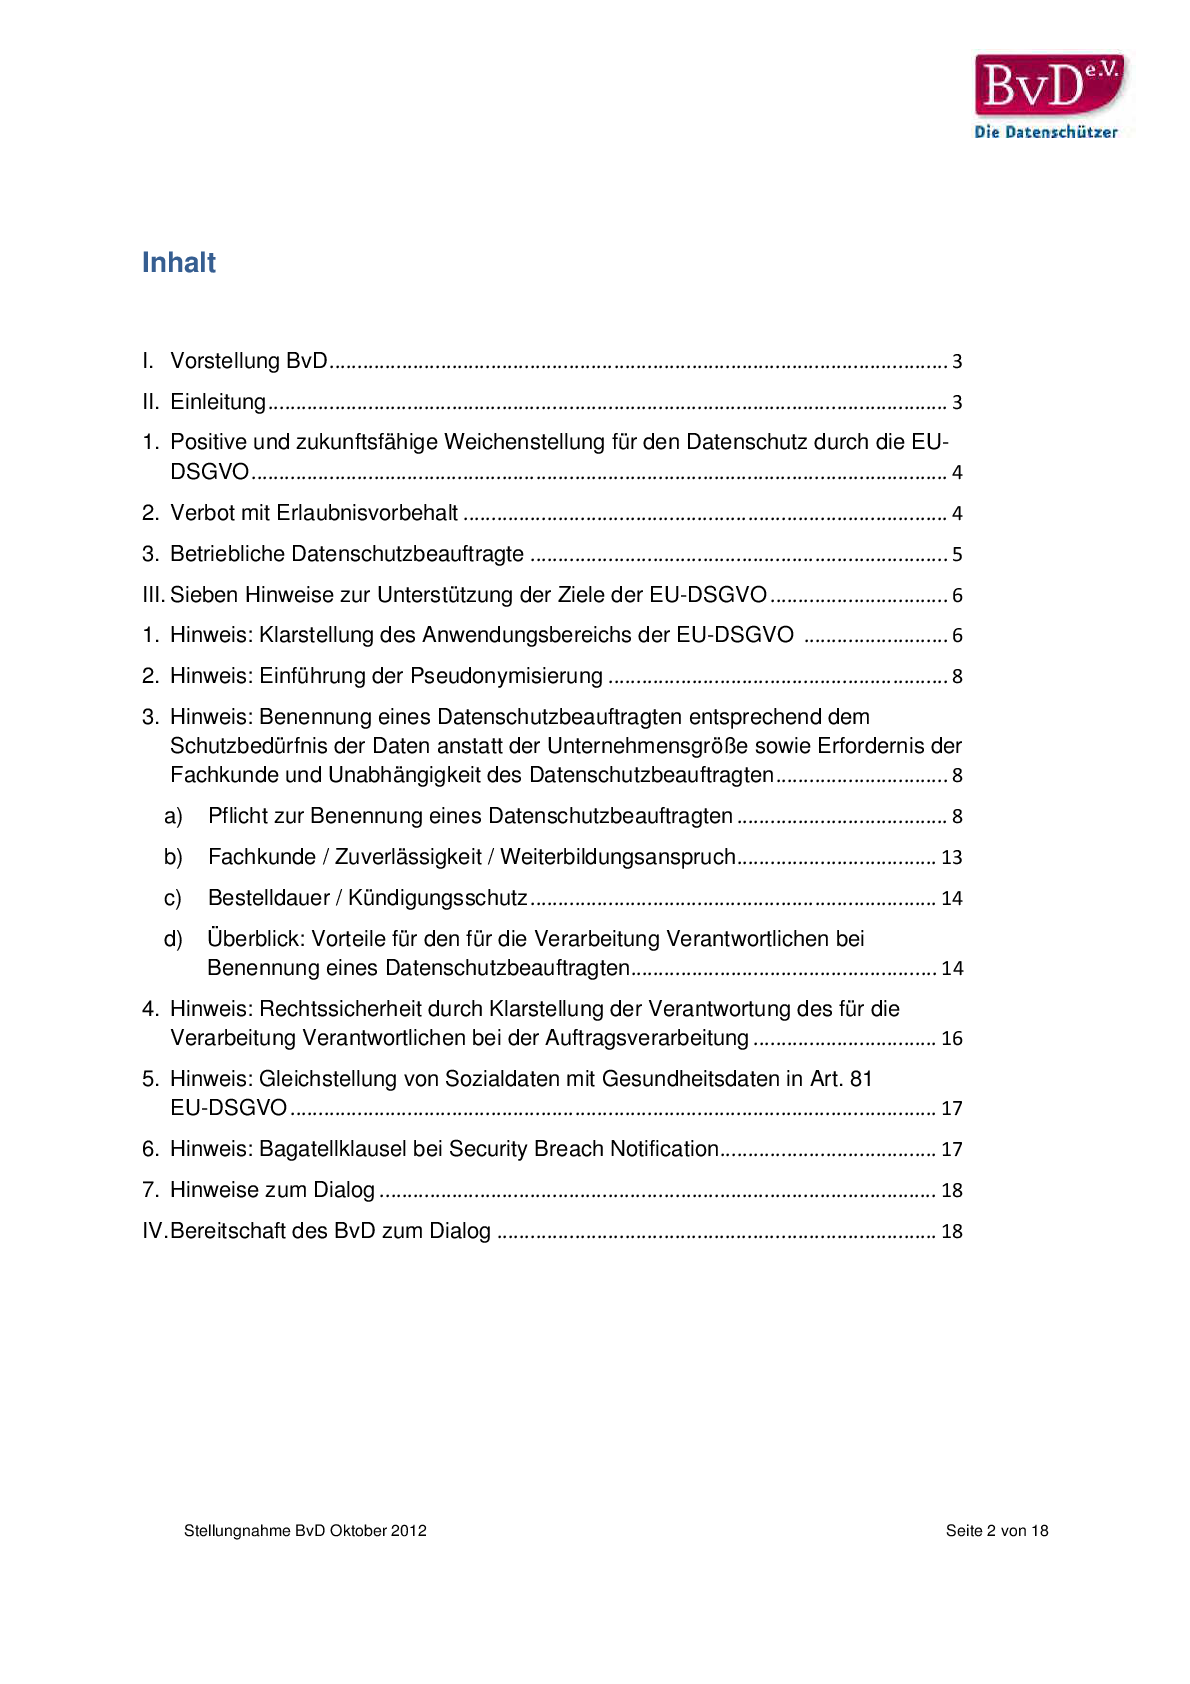 BvD e.V.
Die Datenschützer
Inhalt
I. Vorstellung BvD........................................................................................................ 3
II. Einleitung................................................................................................................. 3
1. Positive und zukunftsfähige Weichenstellung für den Datenschutz durch die EU-
DSGVO.................................................................................................................... 4
2. Verbot mit Erlaubnisvorbehalt ................................................................................ 4
3. Betriebliche Datenschutzbeauftragte ...................................................................... 5
III. Sieben Hinweise zur Unterstützung der Ziele der EU-DSGVO................................ 6
1. Hinweis: Klarstellung des Anwendungsbereichs der EU-DSGVO .......................... 6
2. Hinweis: Einführung der Pseudonymisierung ............................................................. 8
3. Hinweis: Benennung eines Datenschutzbeauftragten entsprechend dem
Schutzbedürfnis der Daten anstatt der Unternehmensgröße sowie Erfordernis der
Fachkunde und Unabhängigkeit des Datenschutzbeauftragten............................... 8
a) Pflicht zur Benennung eines Datenschutzbeauftragten...................................... 8
b) Fachkunde / Zuverlässigkeit / Weiterbildungsanspruch.................................... 13
c) Bestelldauer / Kündigungsschutz......................................................................... 14
d) Überblick: Vorteile für den für die Verarbeitung Verantwortlichen bei
Benennung eines Datenschutzbeauftragten....................................................... 14
4. Hinweis: Rechtssicherheit durch Klarstellung der Verantwortung des für die
Verarbeitung Verantwortlichen bei der Auftragsverarbeitung ................................. 16
5. Hinweis: Gleichstellung von Sozialdaten mit Gesundheitsdaten in Art. 81
EU-DSGVO..................................................................................................................... 17
6. Hinweis: Bagatellklausel bei Security Breach Notification....................................... 17
7. Hinweise zum Dialog .................................................................................................... 18
IV. Bereitschaft des BvD zum Dialog ............................................................................... 18
Stellungnahme BvD Oktober 2012
Seite 2 von 18